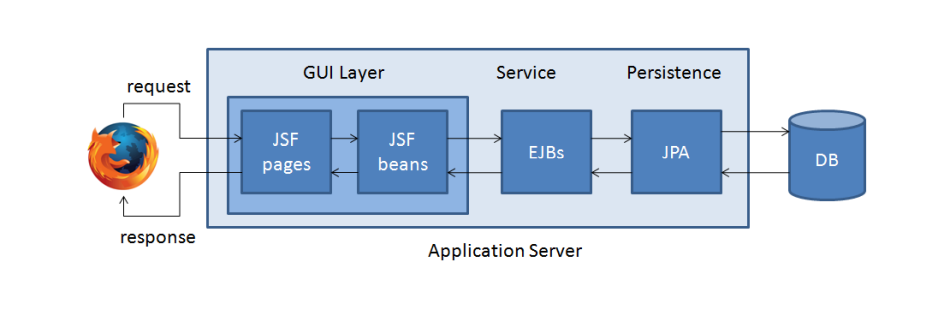 GUI Layer
Service
Persistence
request
JSF
pages
JSF
beans
EJBs
JPA
DB
response
Application Server